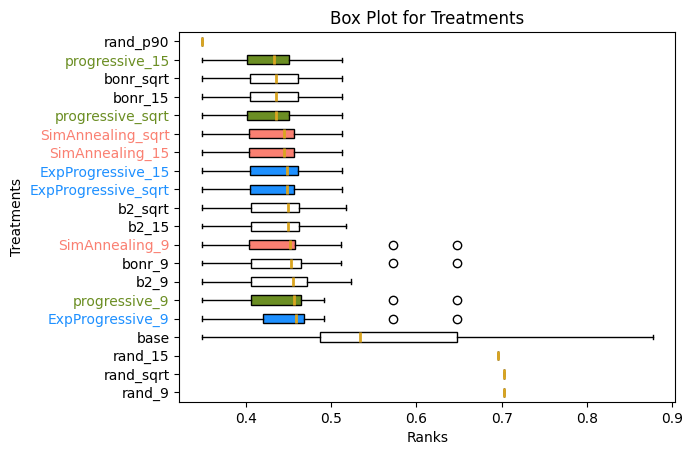 Box Plot for Treatments
rand_p90
progressive_15
bonr_sqrt
bonr_15
progressive_sqrt
SimAnnealing_sqrt
SimAnnealing_15
ExpProgressive_15
ExpProgressive_sqrt
b2_sqrt
b2_15
SimAnnealing_9
bonr_9
b2_9
progressive_9
ExpProgressive_9
base
rand_15
rand_sqrt
rand_9
Treatments
0.4 0.5 0.6 0.7 0.8 0.9
Ranks